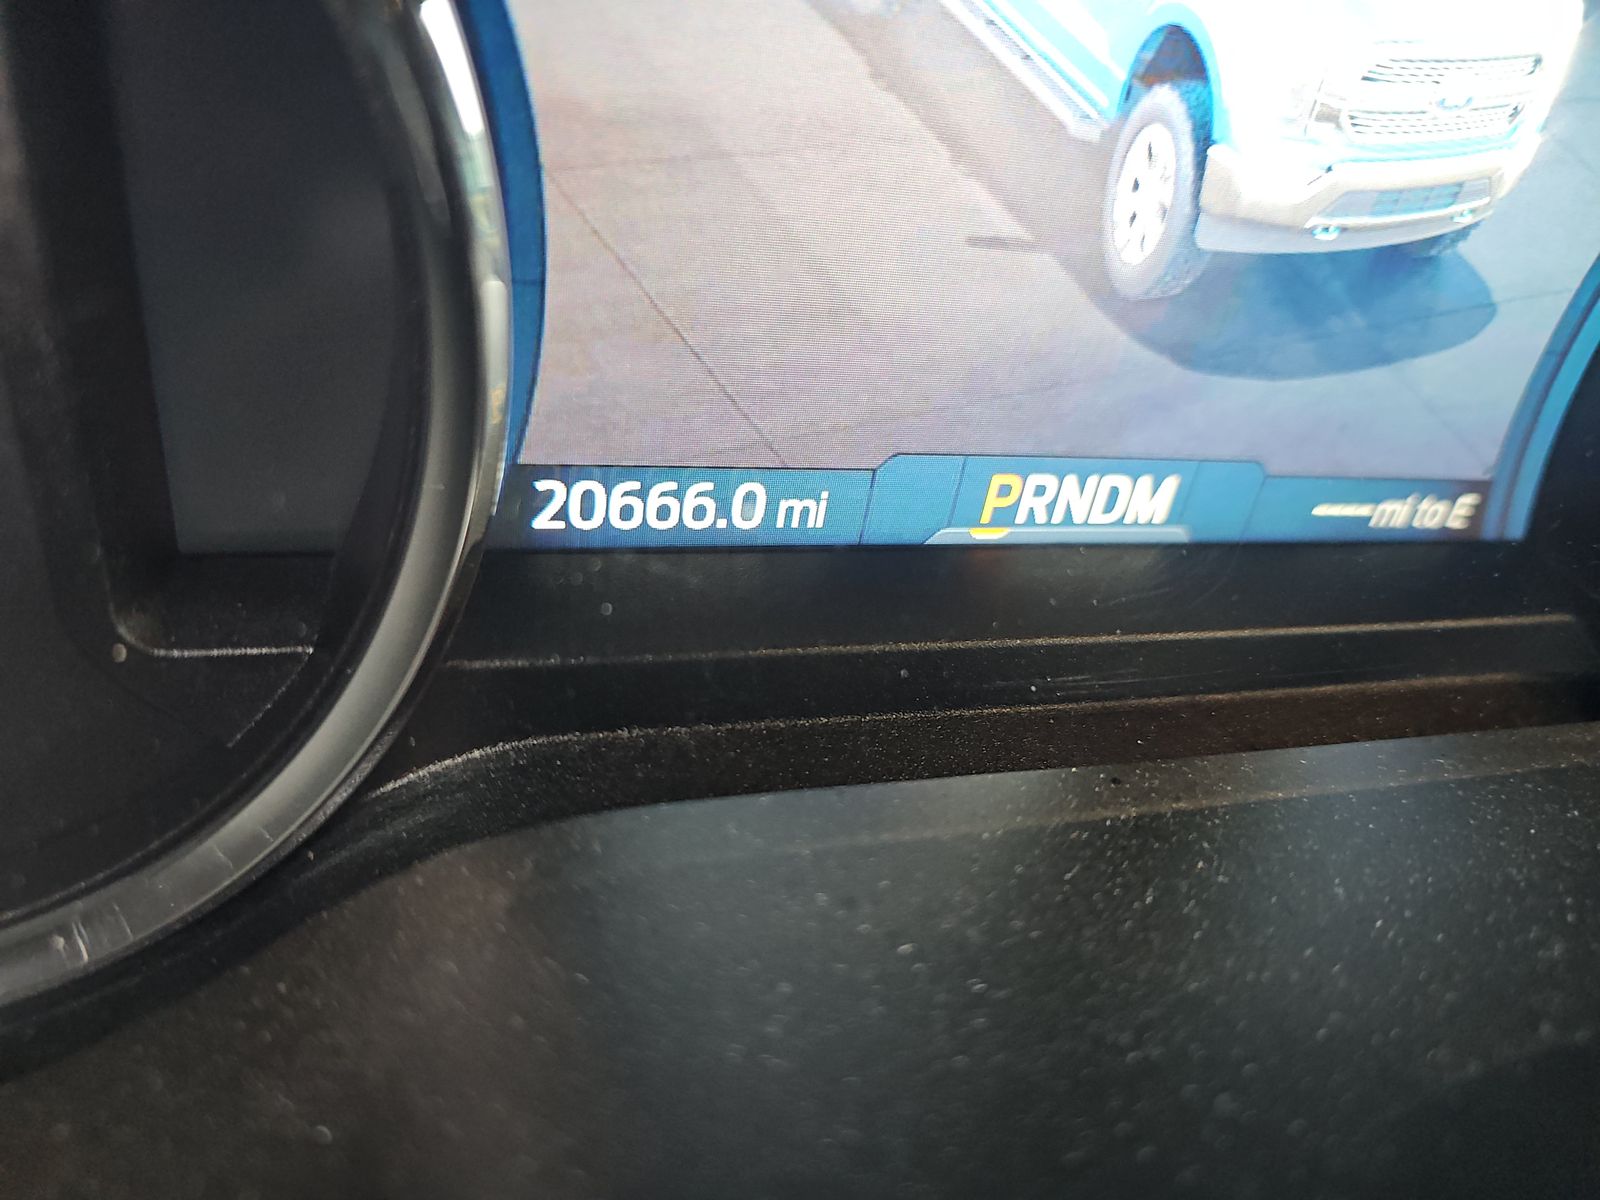 20666.0 mi PRNDM ----mi to E